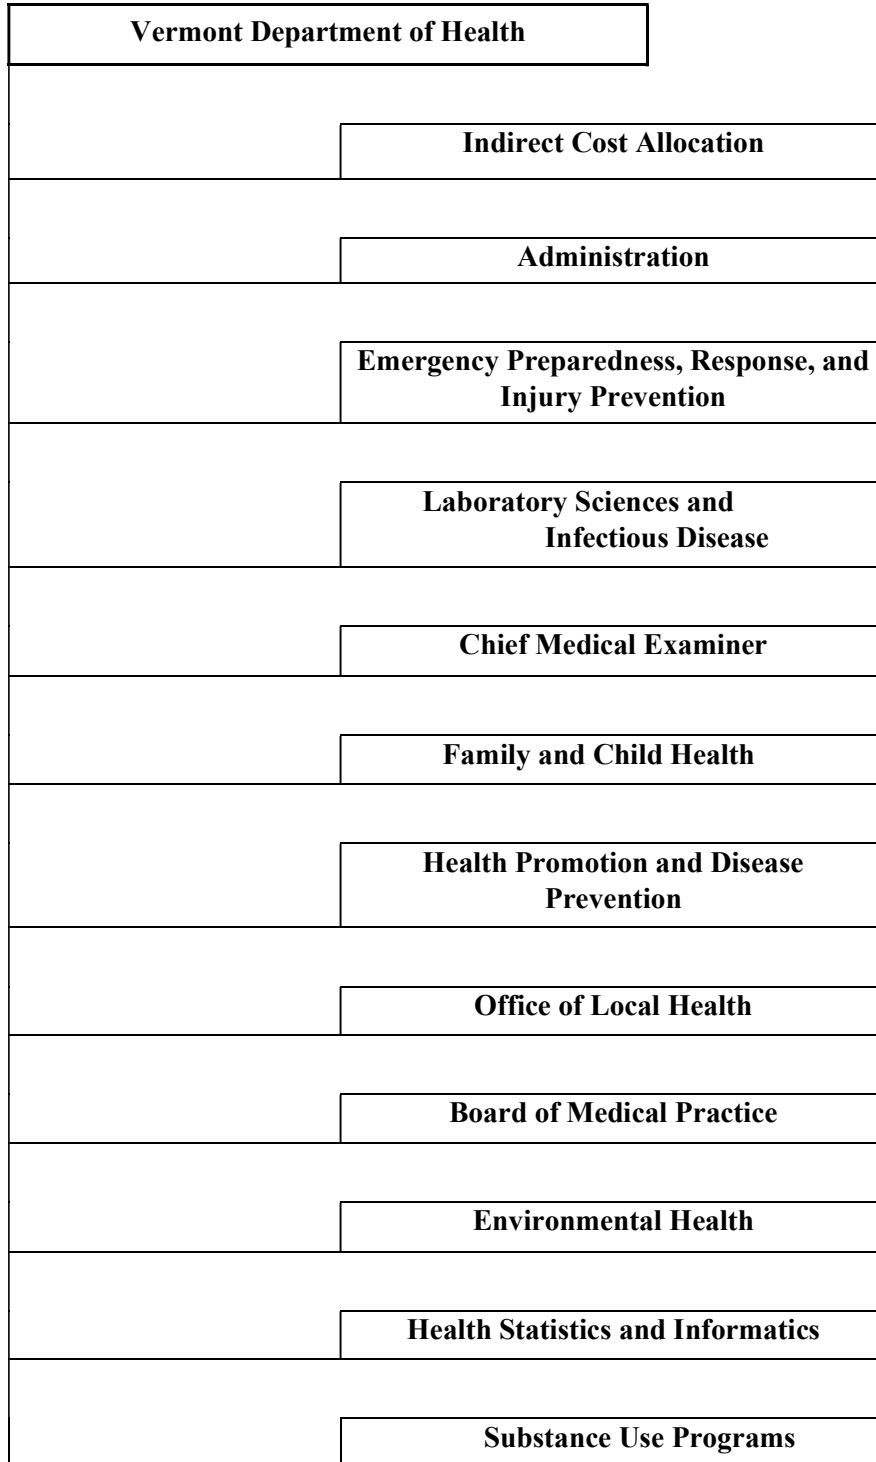 Vermont Department of Health
Indirect Cost Allocation
Administration
Emergency Preparedness, Response, and
Injury Prevention
Laboratory Sciences and
Infectious Disease
Chief Medical Examiner
Family and Child Health
Health Promotion and Disease
Prevention
Office of Local Health
Board of Medical Practice
Environmental Health
Health Statistics and Informatics
Substance Use Programs